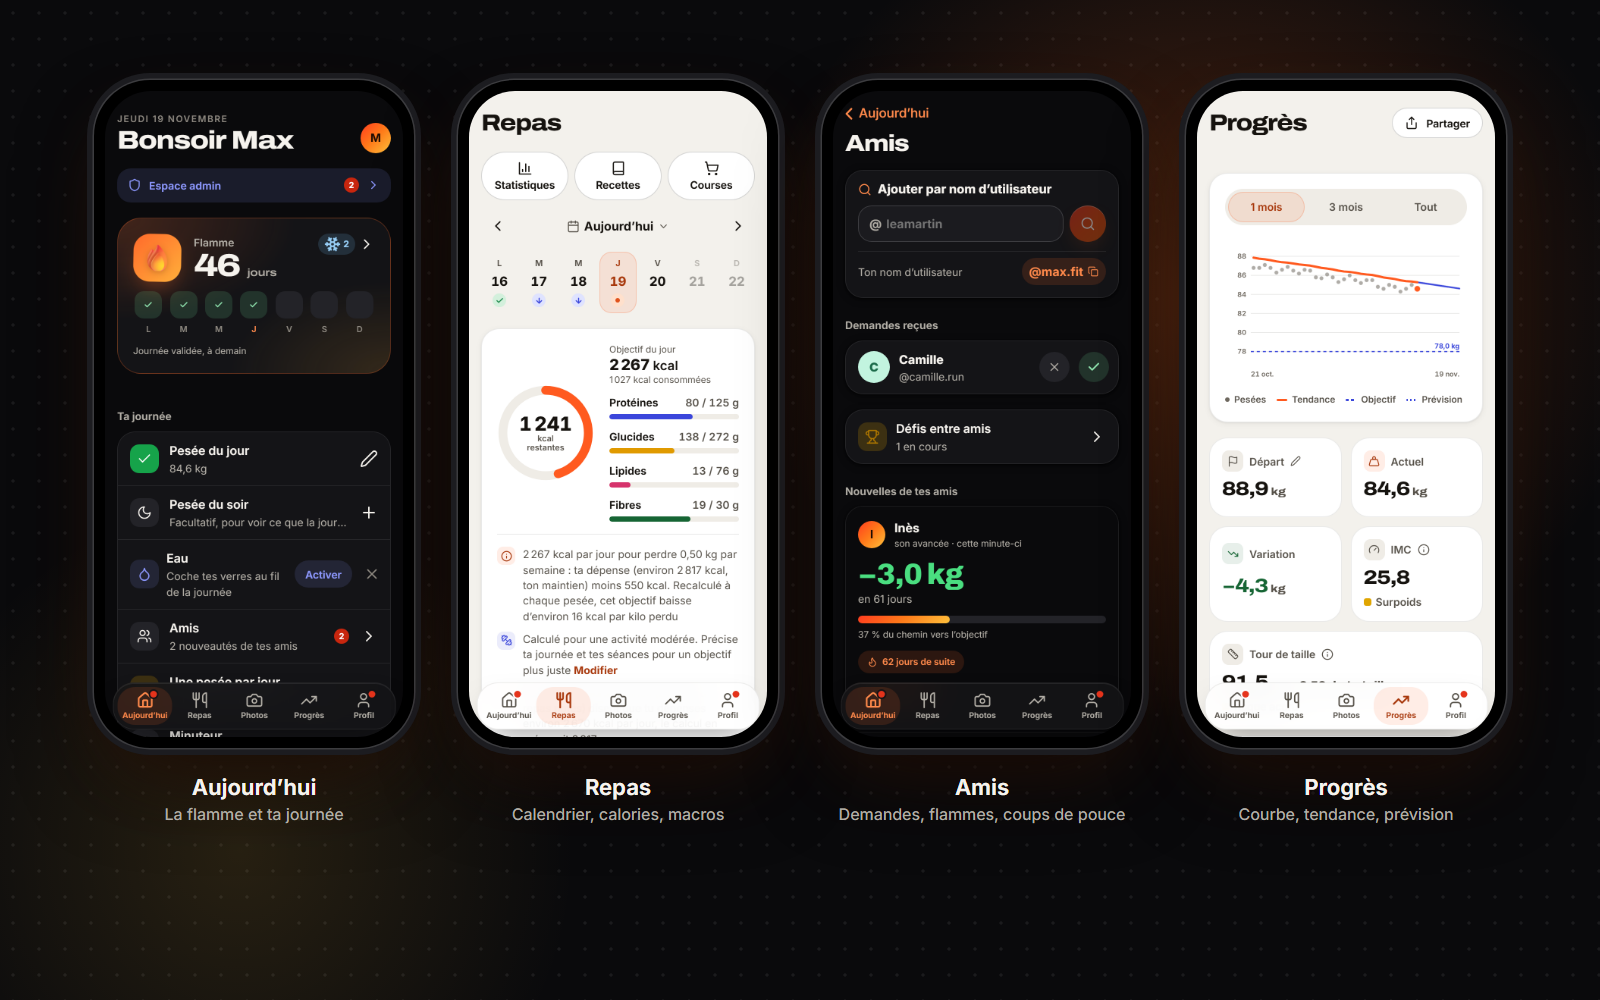 JEUDI 19 NOVEMBRE
Bonsoir Max
M
Espace admin
2
Flamme
46 jours
2
L M M J V S D
Journée validée, à demain
Ta journée
Pesée du jour
84,6 kg
Pesée du soir
Facultatif, pour voir ce que la jour...
Eau
Coche tes verres au fil
de la journée
Activer
Amis
2 nouveautés de tes amis
2
Une pesée par jour
Aujourd'hui Repas Photos Progrès Profil
Minuteur
Aujourd'hui
La flamme et ta journée
Repas
Statistiques Recettes Courses
Aujourd'hui
L M M J V S D
16 17 18 19 20 21 22
Objectif du jour
2 267 kcal
1 027 kcal consommées
1 241
kcal
restantes
Protéines 80 / 125 g
Glucides 138 / 272 g
Lipides 13 / 76 g
Fibres 19 / 30 g
2 267 kcal par jour pour perdre 0,50 kg par
semaine : ta dépense (environ 2 817 kcal,
ton maintien) moins 550 kcal. Recalculé à
chaque pesée, cet objectif baisse
d'environ 16 kcal par kilo perdu
Calculé pour une activité modérée. Précise
ta journée et tes séances pour un objectif
plus juste Modifier
Aujourd'hui Repas Photos Progrès Profil
Repas
Calendrier, calories, macros
Aujourd'hui
Amis
Ajouter par nom d'utilisateur
@ leamartin
Ton nom d'utilisateur
@max.fit
Demandes reçues
C
Camille
@camille.run
Défis entre amis
1 en cours
Nouvelles de tes amis
I
Inès
son avancée · cette minute-ci
−3,0 kg
en 61 jours
37 % du chemin vers l'objectif
62 jours de suite
Aujourd'hui Repas Photos Progrès Profil
Amis
Demandes, flammes, coups de pouce
Progrès
Partager
1 mois 3 mois Tout
88
86
84
82
80
78
78,0 kg
21 oct. 19 nov.
Pesées Tendance Objectif Prévision
Départ
88,9 kg
Actuel
84,6 kg
Variation
−4,3 kg
IMC
25,8
Surpoids
Tour de taille
91,5
Aujourd'hui Repas Photos Progrès Profil
Progrès
Courbe, tendance, prévision